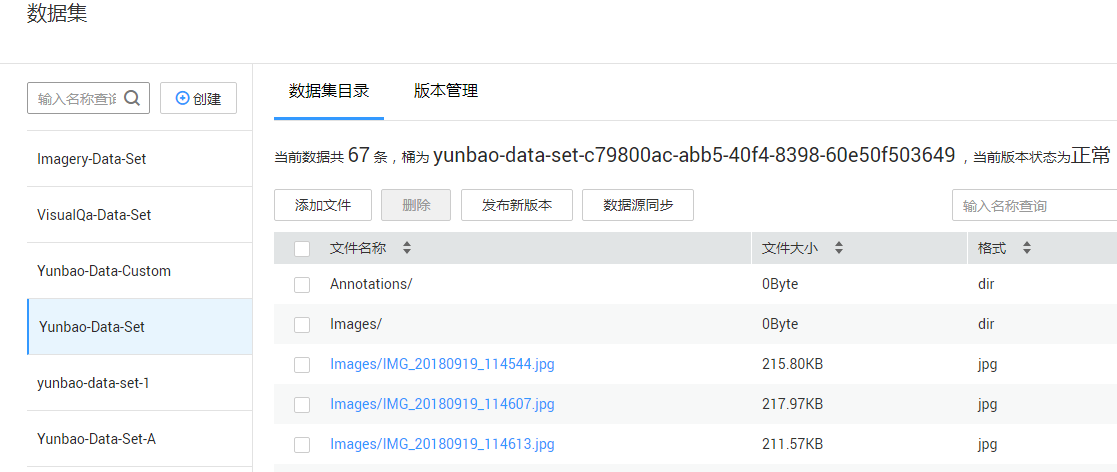 数据集
输入名称查询 创建
数据集目录 版本管理
当前数据共 67 条，桶为 yunbao-data-set-c79800ac-abb5-40f4-8398-60e50f503649 ，当前版本状态为正常
添加文件 删除 发布新版本 数据源同步 输入名称查询
文件名称 文件大小 格式
Imagery-Data-Set
VisualQa-Data-Set
Yunbao-Data-Custom
Yunbao-Data-Set
yunbao-data-set-1
Yunbao-Data-Set-A
Annotations/ 0Byte dir
Images/ 0Byte dir
Images/IMG_20180919_114544.jpg 215.80KB jpg
Images/IMG_20180919_114607.jpg 217.97KB jpg
Images/IMG_20180919_114613.jpg 211.57KB jpg